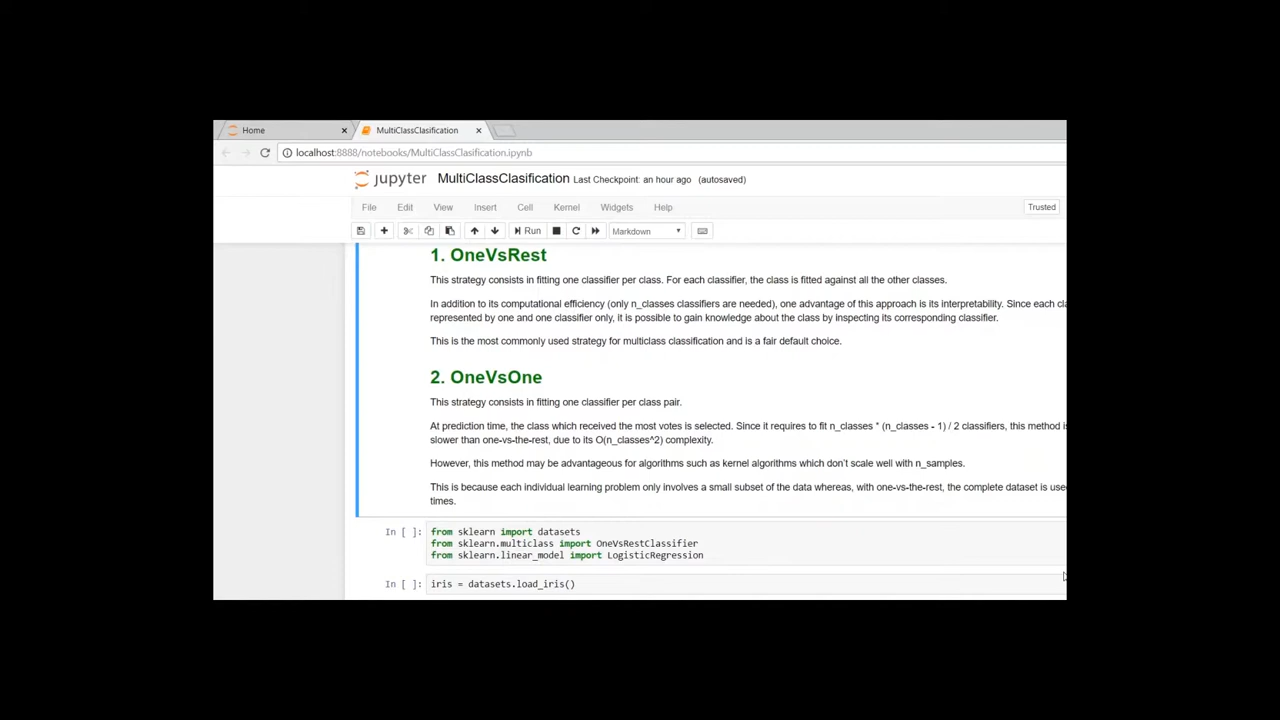 Home
MultiClassClasification
localhost:8888/notebooks/MultiClassClasification.ipynb
jupyter MultiClassClasification Last Checkpoint: an hour ago (autosaved)
File Edit View Insert Cell Kernel Widgets Help Trusted
Run Markdown
1. OneVsRest
This strategy consists in fitting one classifier per class. For each classifier, the class is fitted against all the other classes.
In addition to its computational efficiency (only n_classes classifiers are needed), one advantage of this approach is its interpretability. Since each cla
represented by one and one classifier only, it is possible to gain knowledge about the class by inspecting its corresponding classifier.
This is the most commonly used strategy for multiclass classification and is a fair default choice.
2. OneVsOne
This strategy consists in fitting one classifier per class pair.
At prediction time, the class which received the most votes is selected. Since it requires to fit n_classes * (n_classes - 1) / 2 classifiers, this method is
slower than one-vs-the-rest, due to its O(n_classes^2) complexity.
However, this method may be advantageous for algorithms such as kernel algorithms which don't scale well with n_samples.
This is because each individual learning problem only involves a small subset of the data whereas, with one-vs-the-rest, the complete dataset is used
times.
In [ ]: from sklearn import datasets
from sklearn.multiclass import OneVsRestClassifier
from sklearn.linear_model import LogisticRegression
In [ ]: iris = datasets.load_iris()